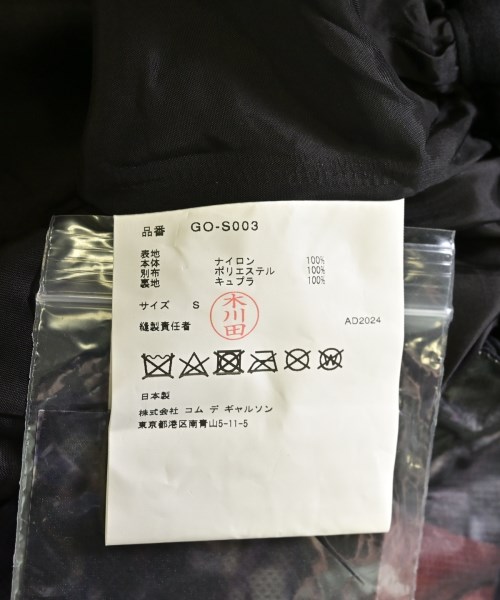 品番 GO-S003
表地
本体 ナイロン 100%
別布 ポリエステル 100%
裏地 キュプラ 100%
サイズ S
木川田
縫製責任者
AD2024
W
日本製
株式会社 コム デ ギャルソン
東京都港区南青山5-11-5